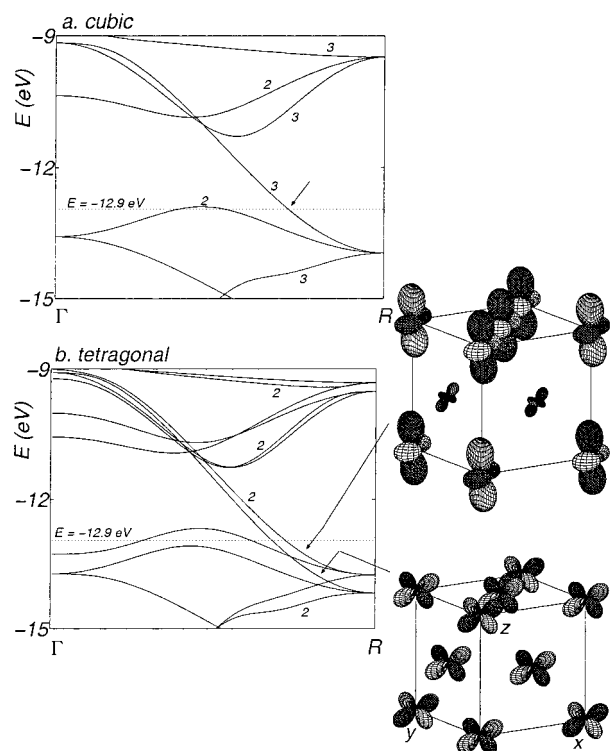 a. cubic
−9
3
E (eV)
2
3
−12
3
E = −12.9 eV
2
3
−15
Γ
R
b. tetragonal
−9
2
E (eV)
2
2
−12
E = −12.9 eV
2
−15
Γ
R
z
y
x